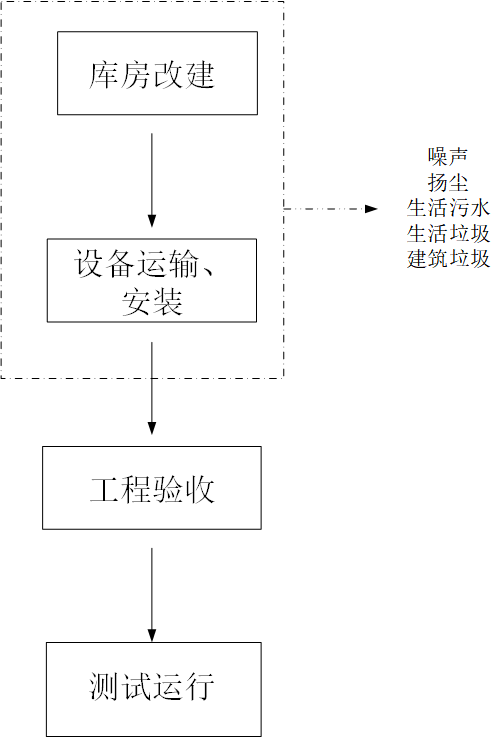 库房改建
噪声
扬尘
生活污水
生活垃圾
建筑垃圾
设备运输、
安装
工程验收
测试运行